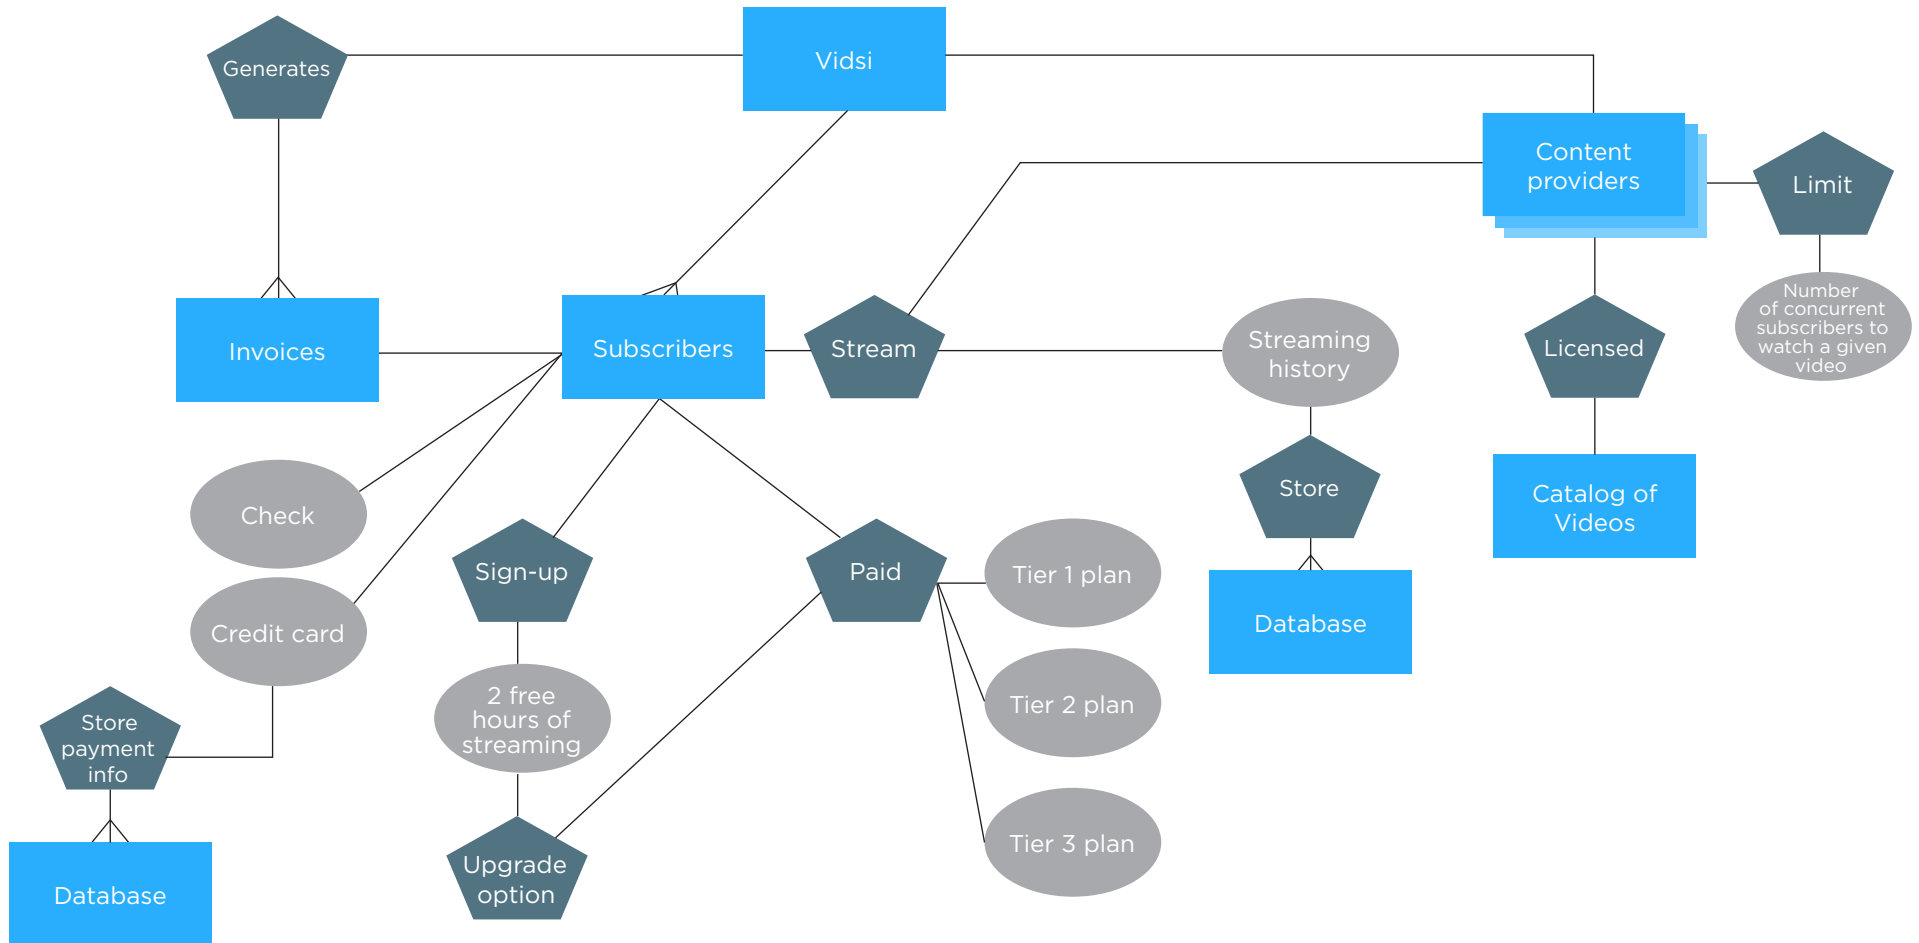 Generates
Vidsi
Content
providers
Limit
Number
of concurrent
subscribers to
watch a given
video
Invoices
Subscribers
Stream
Streaming
history
Licensed
Check
Store
Catalog of
Videos
Sign-up
Paid
Tier 1 plan
Credit card
Database
2 free
hours of
streaming
Tier 2 plan
Store
payment
info
Upgrade
option
Tier 3 plan
Database